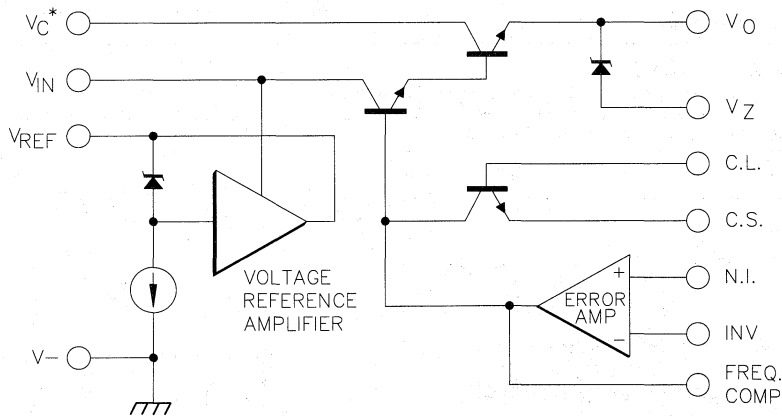 VC*
VIN
VREF
V-
VOLTAGE
REFERENCE
AMPLIFIER
VO
VZ
C.L.
C.S.
N.I.
+
ERROR
AMP
−
INV
FREQ.
COMP